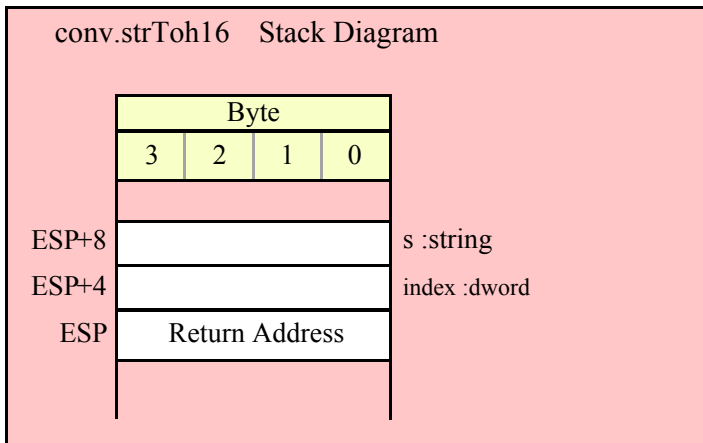 conv.strToh16 Stack Diagram
Byte
3 2 1 0
ESP+8 s :string
ESP+4 index :dword
ESP Return Address